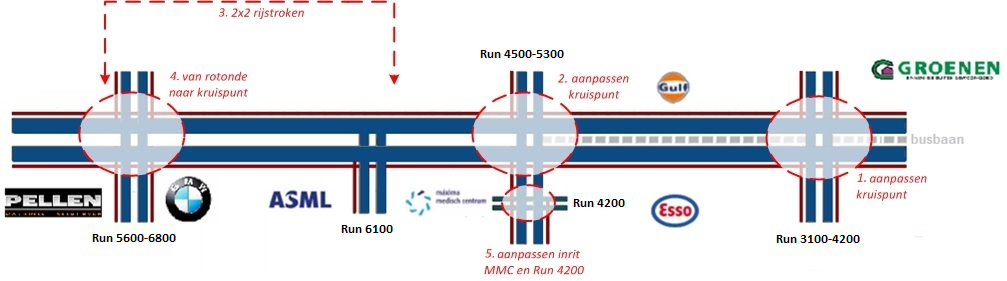 3. 2x2 rijstroken
Run 4500-5300
4. van rotonde
naar kruispunt
2. aanpassen
kruispunt
Gulf
GROENEN
busbaan
1. aanpassen
kruispunt
PELLEN
BMW
ASML
máxima
medisch centrum
Run 4200
Esso
Run 5600-6800
Run 6100
Run 3100-4200
5. aanpassen inrit
MMC en Run 4200